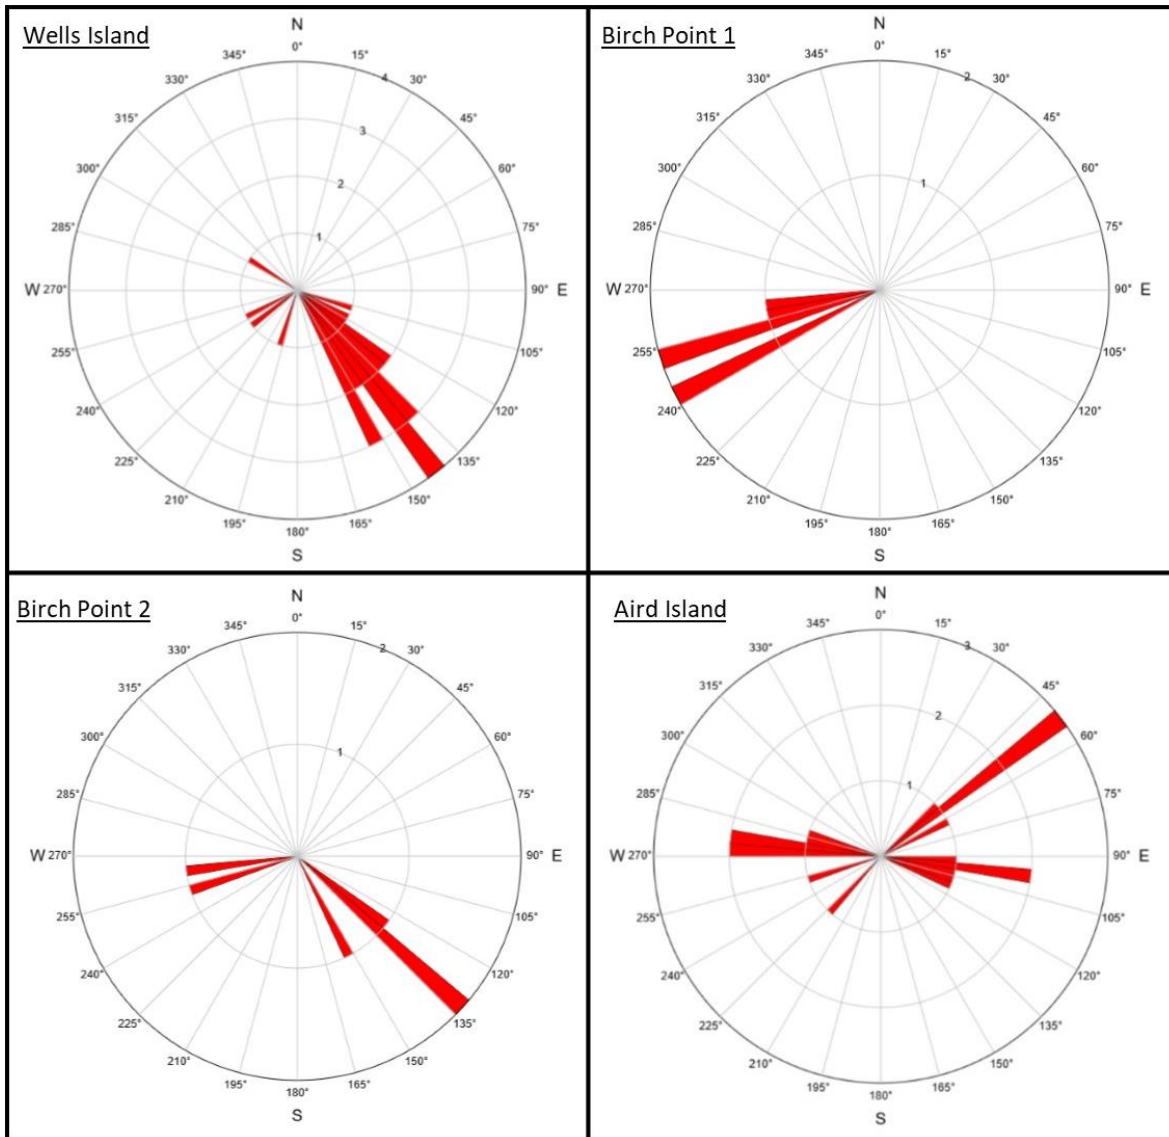 Wells Island
N
0°
345° 15°
330° 4 30°
315° 3 45°
300° 2 60°
285° 1 75°
W 270° 90° E
255° 105°
240° 120°
225° 135°
210° 150°
195° 165°
180°
S
Birch Point 1
N
0°
345° 15°
330° 2 30°
315° 45°
300° 1 60°
285° 75°
W 270° 90° E
255° 105°
240° 120°
225° 135°
210° 150°
195° 165°
180°
S
Birch Point 2
N
0°
345° 15°
330° 2 30°
315° 45°
300° 1 60°
285° 75°
W 270° 90° E
255° 105°
240° 120°
225° 135°
210° 150°
195° 165°
180°
S
Aird Island
N
0°
345° 15°
330° 3 30°
315° 45°
300° 2 60°
285° 1 75°
W 270° 90° E
255° 105°
240° 120°
225° 135°
210° 150°
195° 165°
180°
S